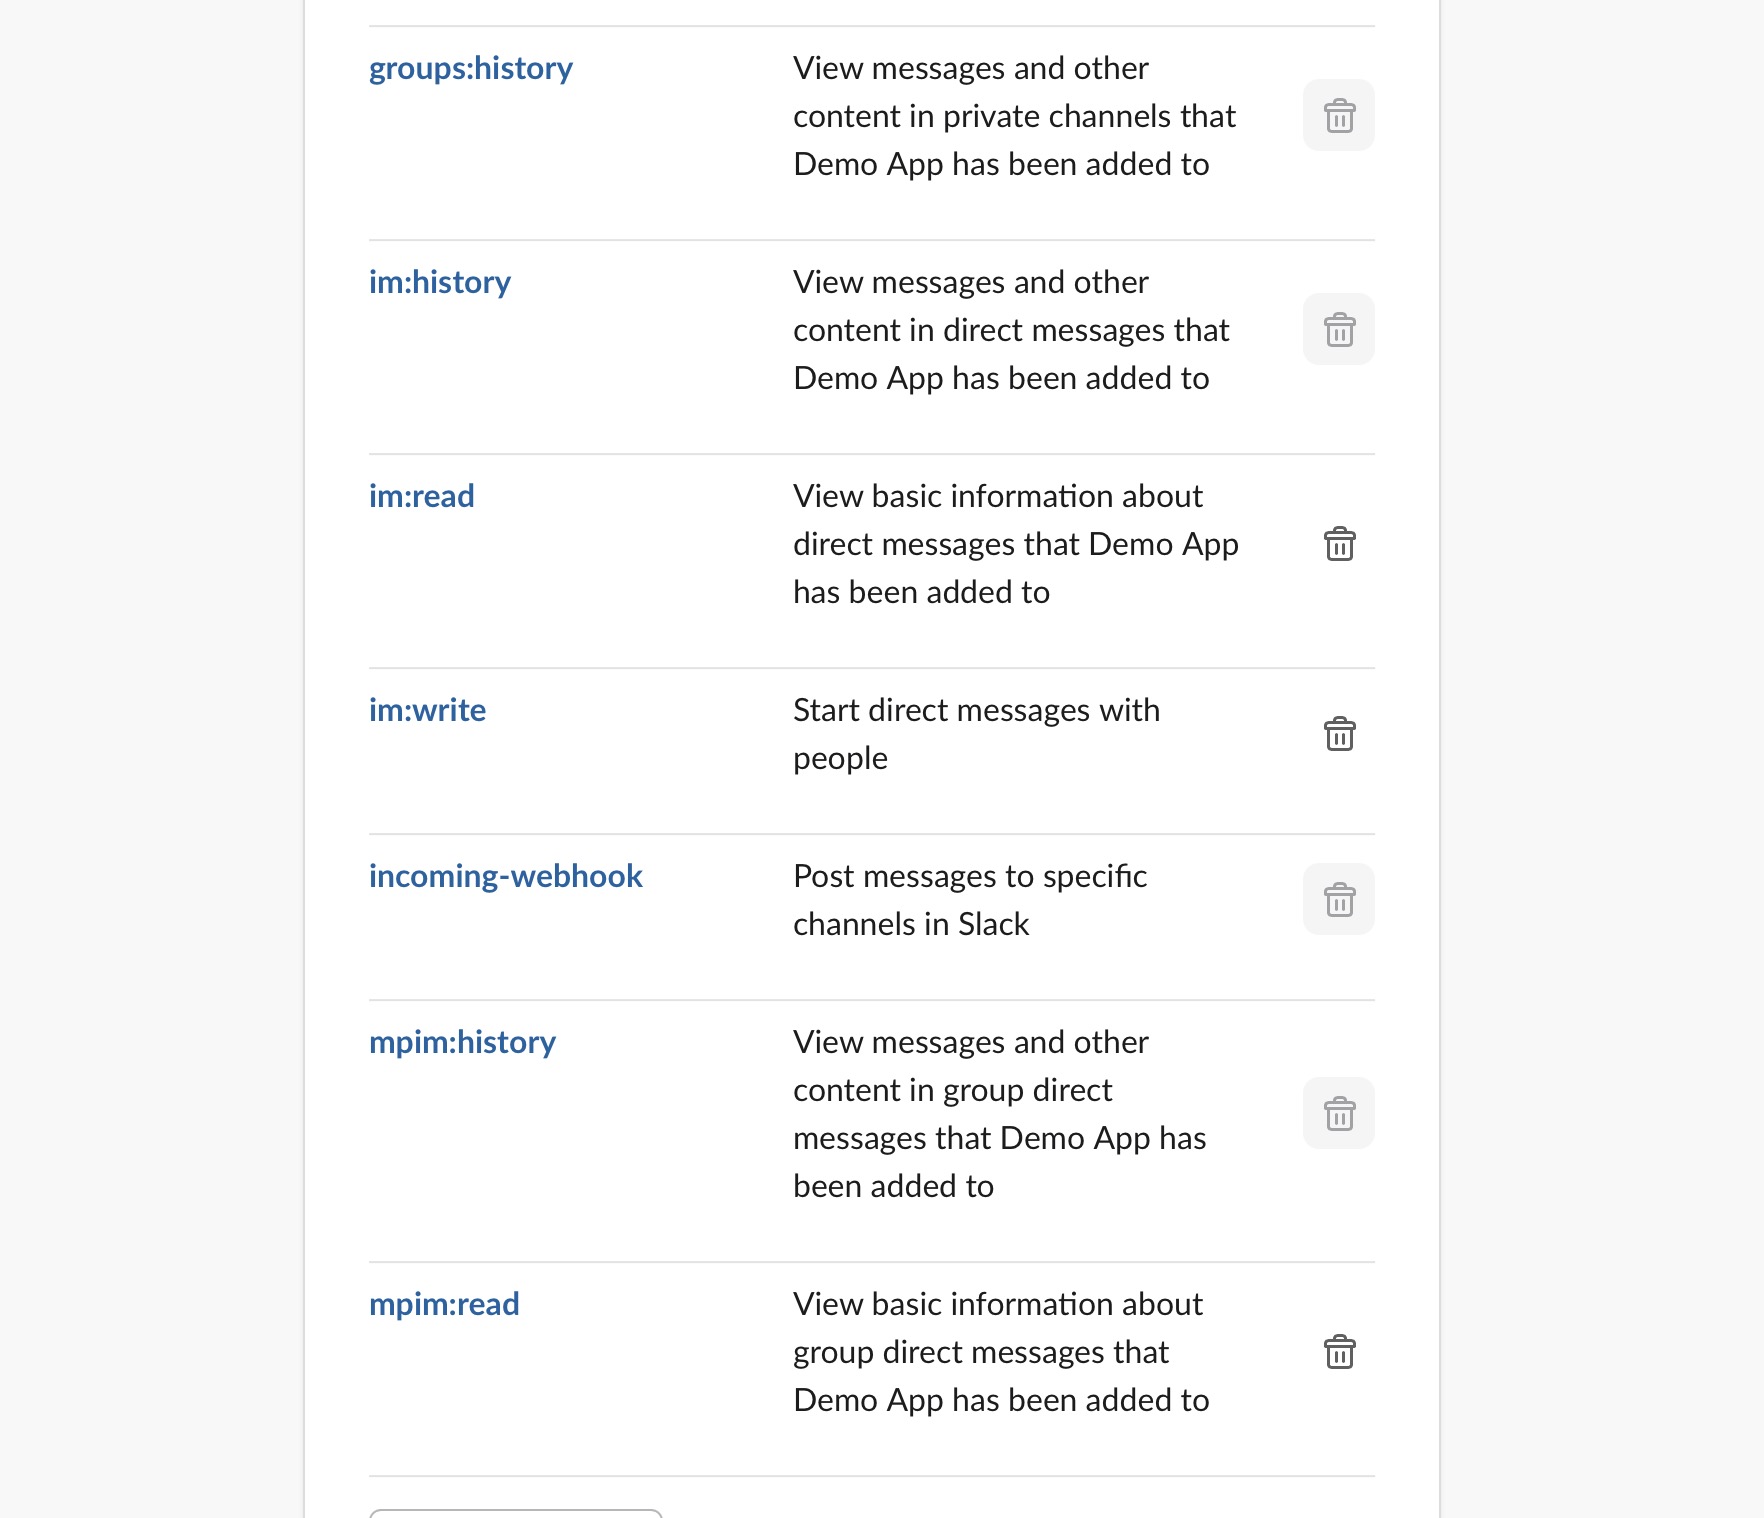 groups:history
View messages and other
content in private channels that
Demo App has been added to
im:history
View messages and other
content in direct messages that
Demo App has been added to
im:read
View basic information about
direct messages that Demo App
has been added to
im:write
Start direct messages with
people
incoming-webhook
Post messages to specific
channels in Slack
mpim:history
View messages and other
content in group direct
messages that Demo App has
been added to
mpim:read
View basic information about
group direct messages that
Demo App has been added to